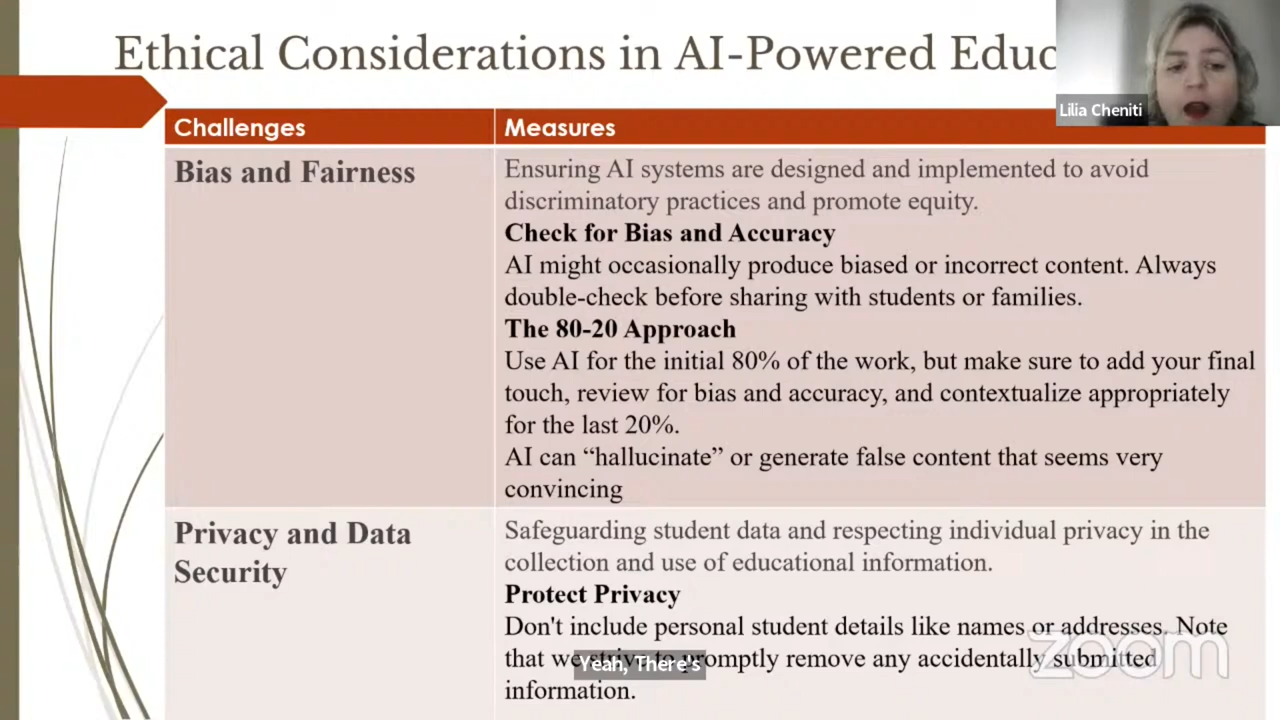 Ethical Considerations in AI-Powered Educ
Lilia Cheniti
Challenges
Measures
Bias and Fairness
Ensuring AI systems are designed and implemented to avoid
discriminatory practices and promote equity.
Check for Bias and Accuracy
AI might occasionally produce biased or incorrect content. Always
double-check before sharing with students or families.
The 80-20 Approach
Use AI for the initial 80% of the work, but make sure to add your final
touch, review for bias and accuracy, and contextualize appropriately
for the last 20%.
AI can “hallucinate” or generate false content that seems very
convincing
Privacy and Data
Security
Safeguarding student data and respecting individual privacy in the
collection and use of educational information.
Protect Privacy
Don't include personal student details like names or addresses. Note
that we strive to promptly remove any accidentally submitted
information.
Yeah, There's
zoom